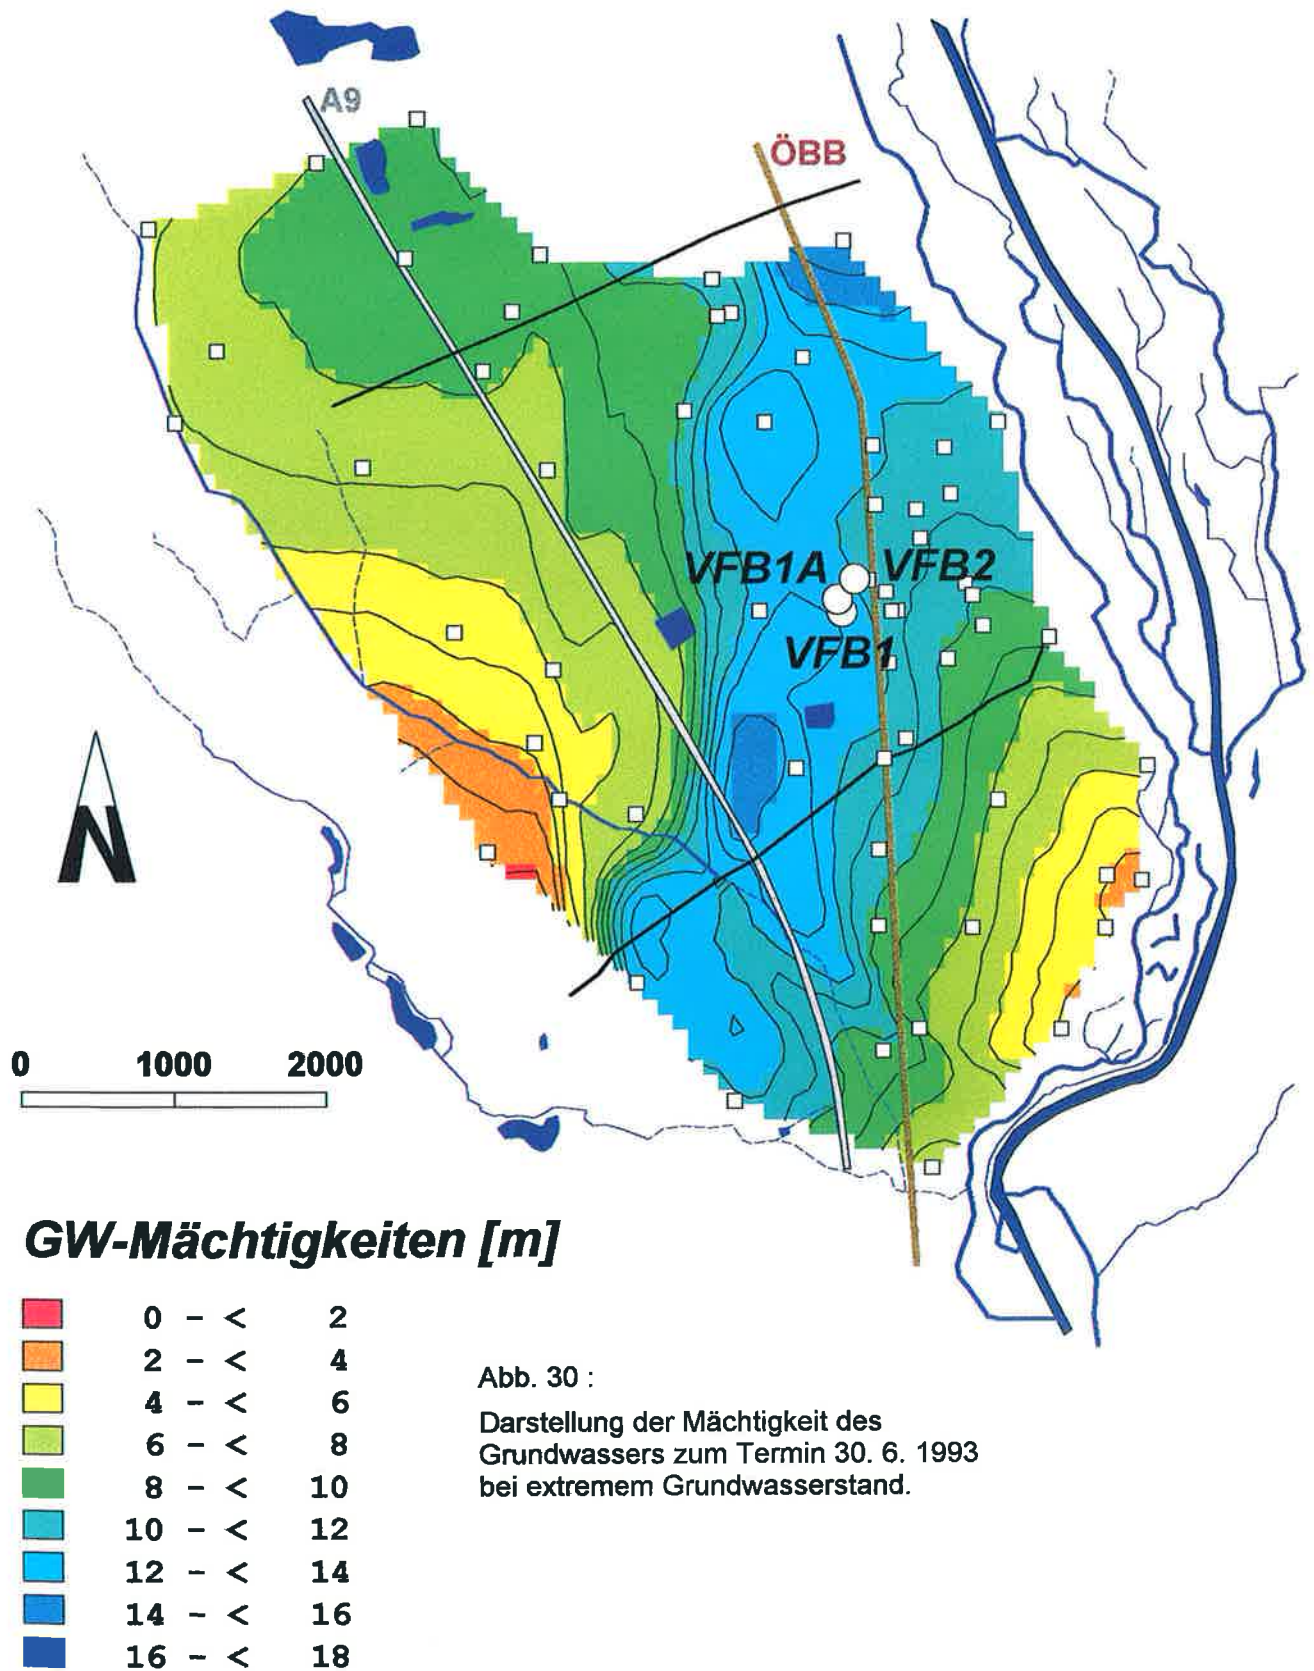 A9
ÖBB
VFB1A
VFB2
VFB1
N
0 1000 2000
GW-Mächtigkeiten [m]
0 - < 2
2 - < 4
4 - < 6
6 - < 8
8 - < 10
10 - < 12
12 - < 14
14 - < 16
16 - < 18
Abb. 30 :
Darstellung der Mächtigkeit des
Grundwassers zum Termin 30. 6. 1993
bei extremem Grundwasserstand.